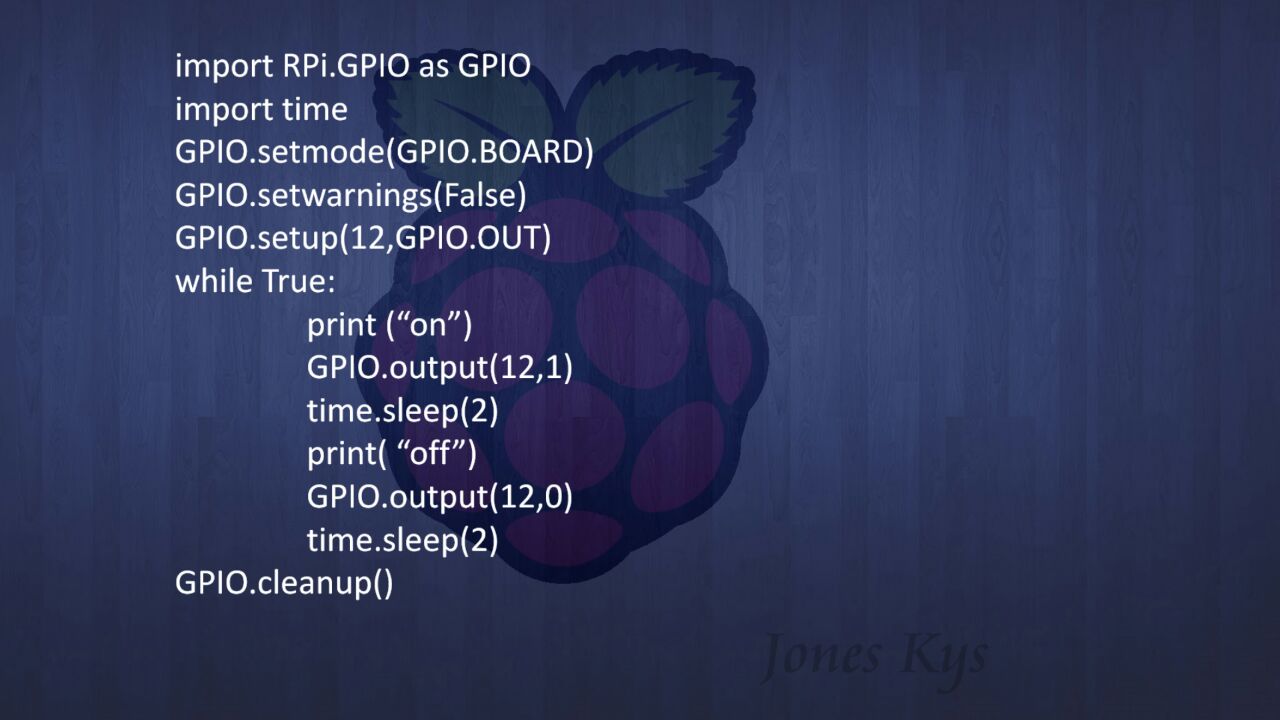 import RPi.GPIO as GPIO
import time
GPIO.setmode(GPIO.BOARD)
GPIO.setwarnings(False)
GPIO.setup(12,GPIO.OUT)
while True:
print (“on”)
GPIO.output(12,1)
time.sleep(2)
print( “off”)
GPIO.output(12,0)
time.sleep(2)
GPIO.cleanup()
Jones Kys